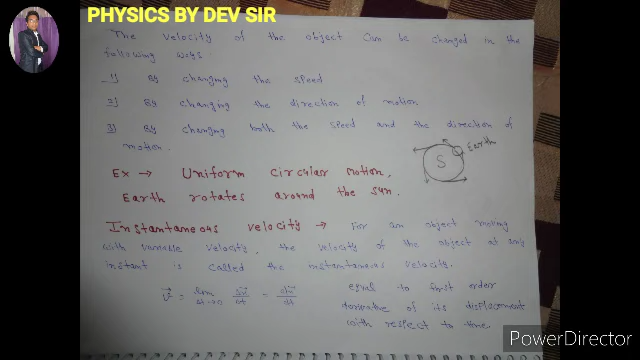 PHYSICS BY DEV SIR
The velocity of the object can be changed in the
following ways.
1) By changing the speed
2) By changing the direction of motion
3) By changing both the speed and the direction of
motion.
Earth
S
Ex → Uniform circular motion,
Earth rotates around the sun.
Instantaneous velocity → For an object moving
with variable velocity, the velocity of the object at any
instant is called the instantaneous velocity.
equal to first order
derivative of its displacement
with respect to time.
PowerDirector